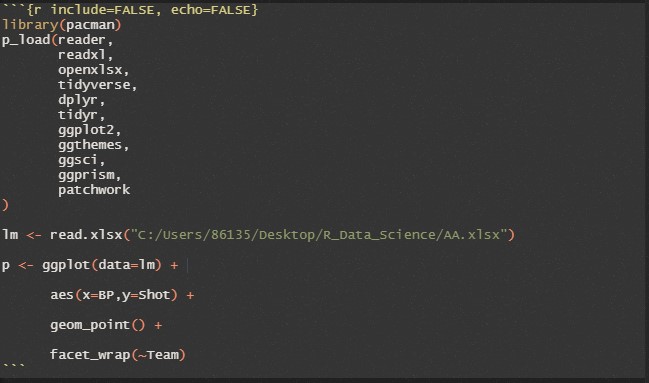 ```{r include=FALSE, echo=FALSE}
library(pacman)
p_load(reader,
       readxl,
       openxlsx,
       tidyverse,
       dplyr,
       tidyr,
       ggplot2,
       ggthemes,
       ggsci,
       ggprism,
       patchwork
)
lm <- read.xlsx("C:/Users/86135/Desktop/R_Data_Science/AA.xlsx")
p <- ggplot(data=lm) +
      aes(x=BP,y=Shot) +
      geom_point() +
      facet_wrap(~Team)
```